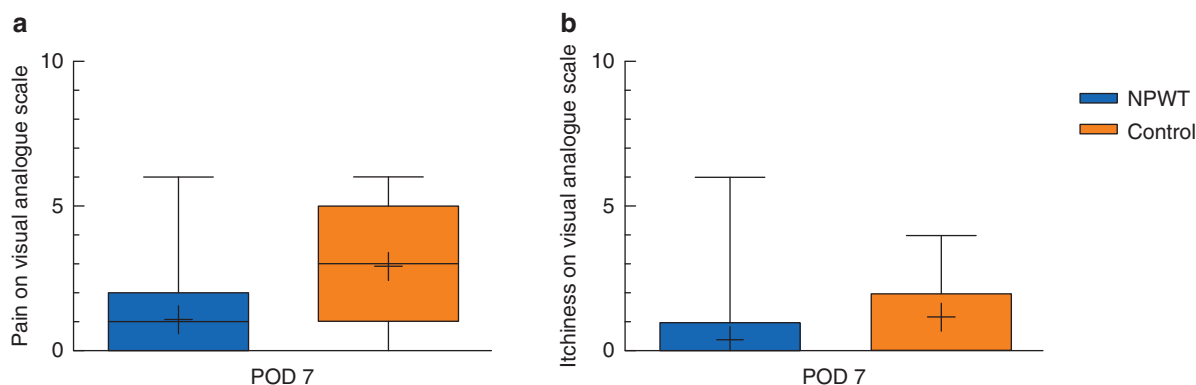 a
Pain on visual analogue scale
10
5
0
POD 7
b
Itchiness on visual analogue scale
10
5
0
POD 7
NPWT
Control